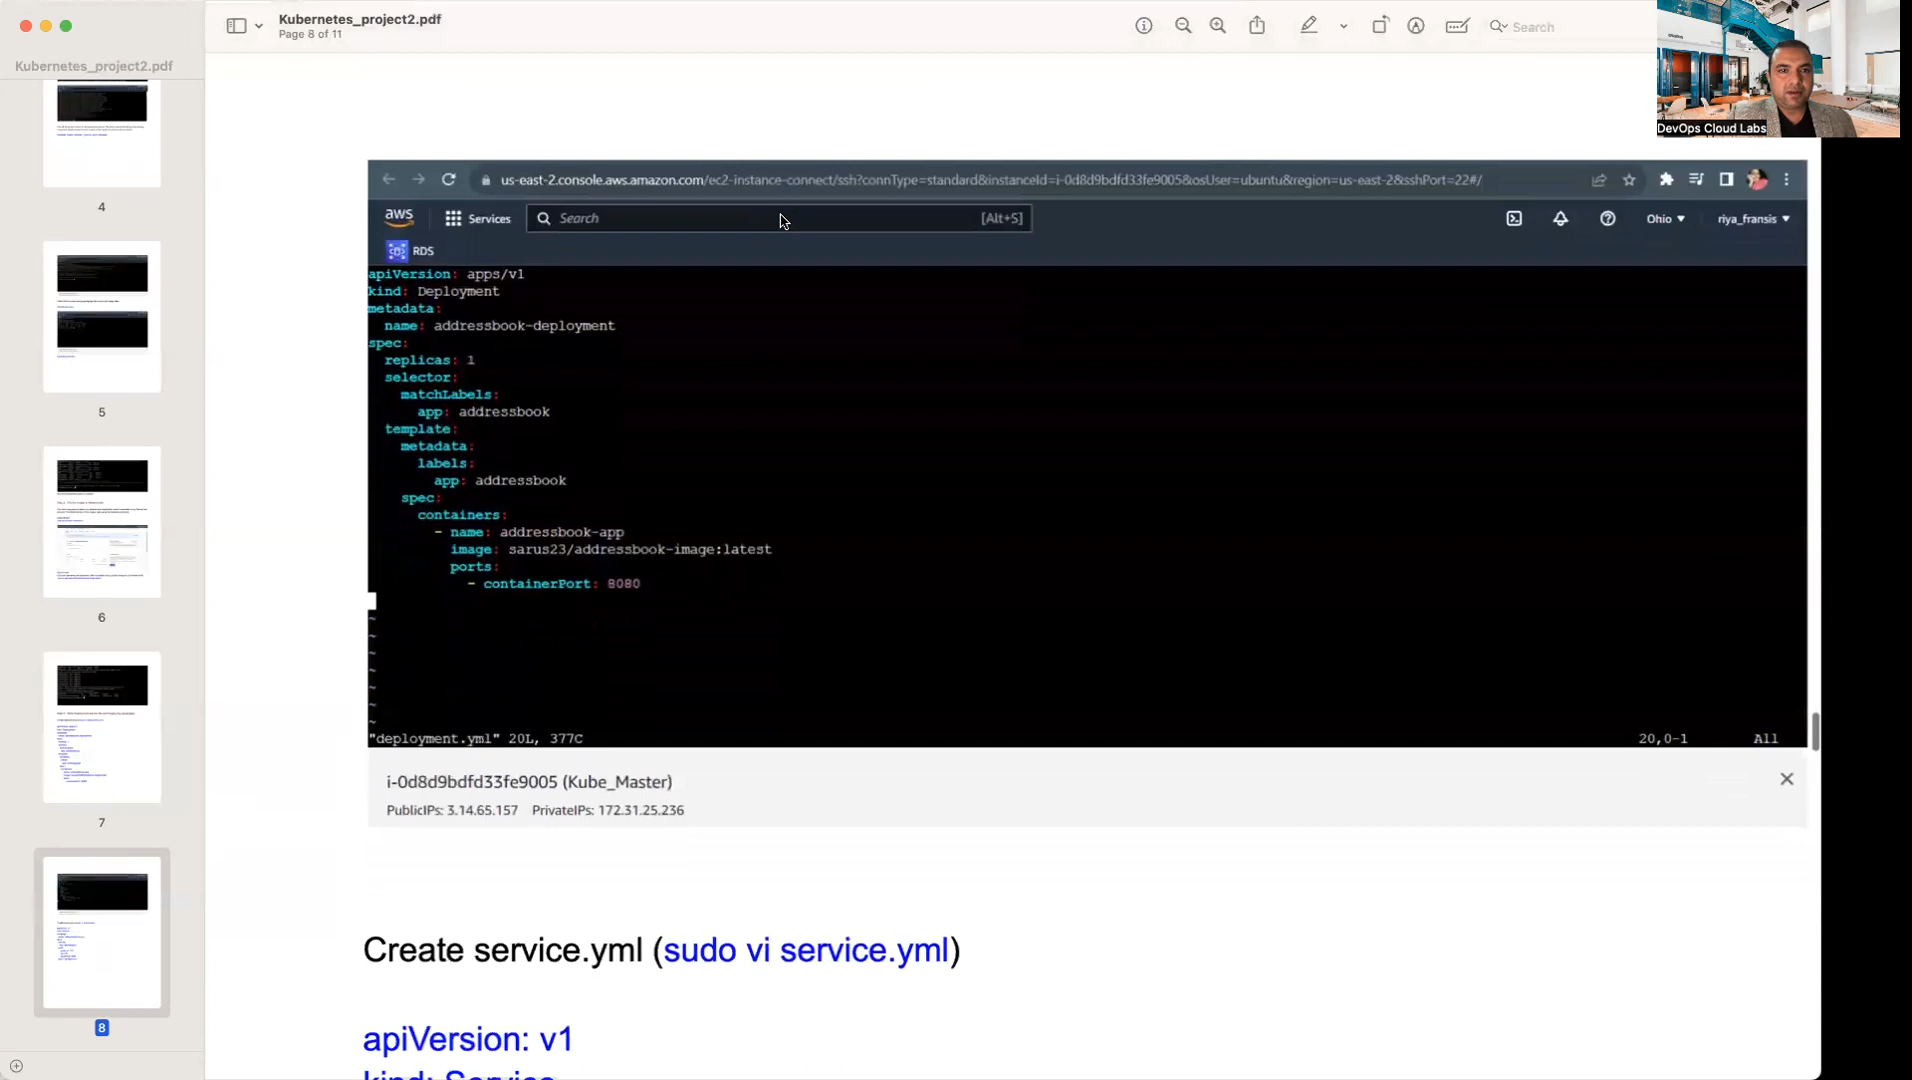 Kubernetes_project2.pdf
Page 8 of 11
Search
DevOps Cloud Labs
Kubernetes_project2.pdf
4
5
6
7
8
us-east-2.console.aws.amazon.com/ec2-instance-connect/ssh?connType=standard&instanceId=i-0d8d9bdfd33fe9005&osUser=ubuntu&region=us-east-2&sshPort=22#/
aws
Services
Search
[Alt+S]
Ohio
riya_fransis
RDS
apiVersion: apps/v1
kind: Deployment
metadata:
name: addressbook-deployment
spec:
replicas: 1
selector:
matchLabels:
app: addressbook
template:
metadata:
labels:
app: addressbook
spec:
containers:
- name: addressbook-app
image: sarus23/addressbook-image:latest
ports:
- containerPort: 8080
~
~
~
~
~
~
~
"deployment.yml" 20L, 377C
20,0-1
All
i-0d8d9bdfd33fe9005 (Kube_Master)
PublicIPs: 3.14.65.157 PrivateIPs: 172.31.25.236
Create service.yml (sudo vi service.yml)
apiVersion: v1
kind: Service